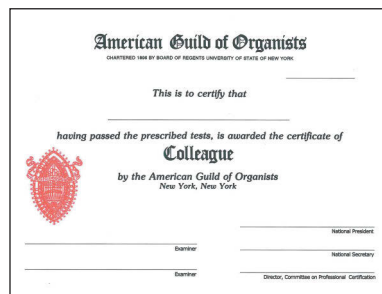 American Guild of Organists
CHARTERED 1896 BY BOARD OF REGENTS UNIVERSITY OF STATE OF NEW YORK
This is to certify that
having passed the prescribed tests, is awarded the certificate of
Colleague
by the American Guild of Organists
New York, New York
National President
Examiner
National Secretary
Examiner
Director, Committee on Professional Certification